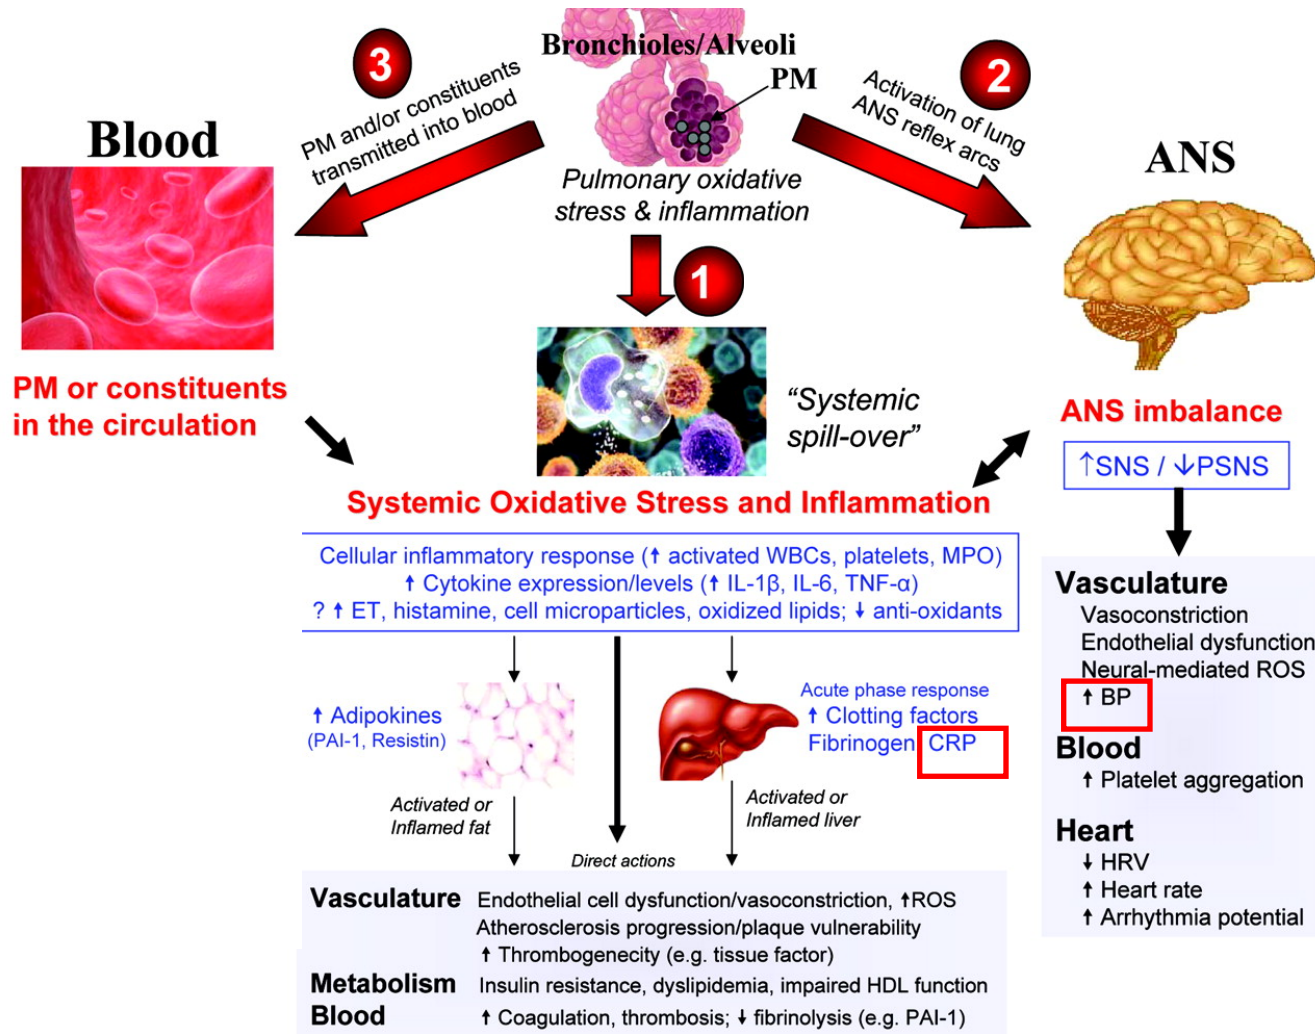 Bronchioles/Alveoli
PM
3
PM and/or constituents
transmitted into blood
2
Activation of lung
ANS reflex arcs
Blood
ANS
Pulmonary oxidative
stress & inflammation
1
PM or constituents
in the circulation
“Systemic
spill-over”
ANS imbalance
↑SNS / ↓PSNS
Systemic Oxidative Stress and Inflammation
Cellular inflammatory response (↑ activated WBCs, platelets, MPO)
↑ Cytokine expression/levels (↑ IL-1β, IL-6, TNF-α)
? ↑ ET, histamine, cell microparticles, oxidized lipids; ↓ anti-oxidants
↑ Adipokines
(PAI-1, Resistin)
Acute phase response
↑ Clotting factors
Fibrinogen CRP
Activated or
Inflamed fat
Activated or
Inflamed liver
Direct actions
Vasculature Endothelial cell dysfunction/vasoconstriction, ↑ROS
Atherosclerosis progression/plaque vulnerability
↑ Thrombogenecity (e.g. tissue factor)
Metabolism Insulin resistance, dyslipidemia, impaired HDL function
Blood ↑ Coagulation, thrombosis; ↓ fibrinolysis (e.g. PAI-1)
Vasculature
Vasoconstriction
Endothelial dysfunction
Neural-mediated ROS
↑ BP
Blood
↑ Platelet aggregation
Heart
↓ HRV
↑ Heart rate
↑ Arrhythmia potential